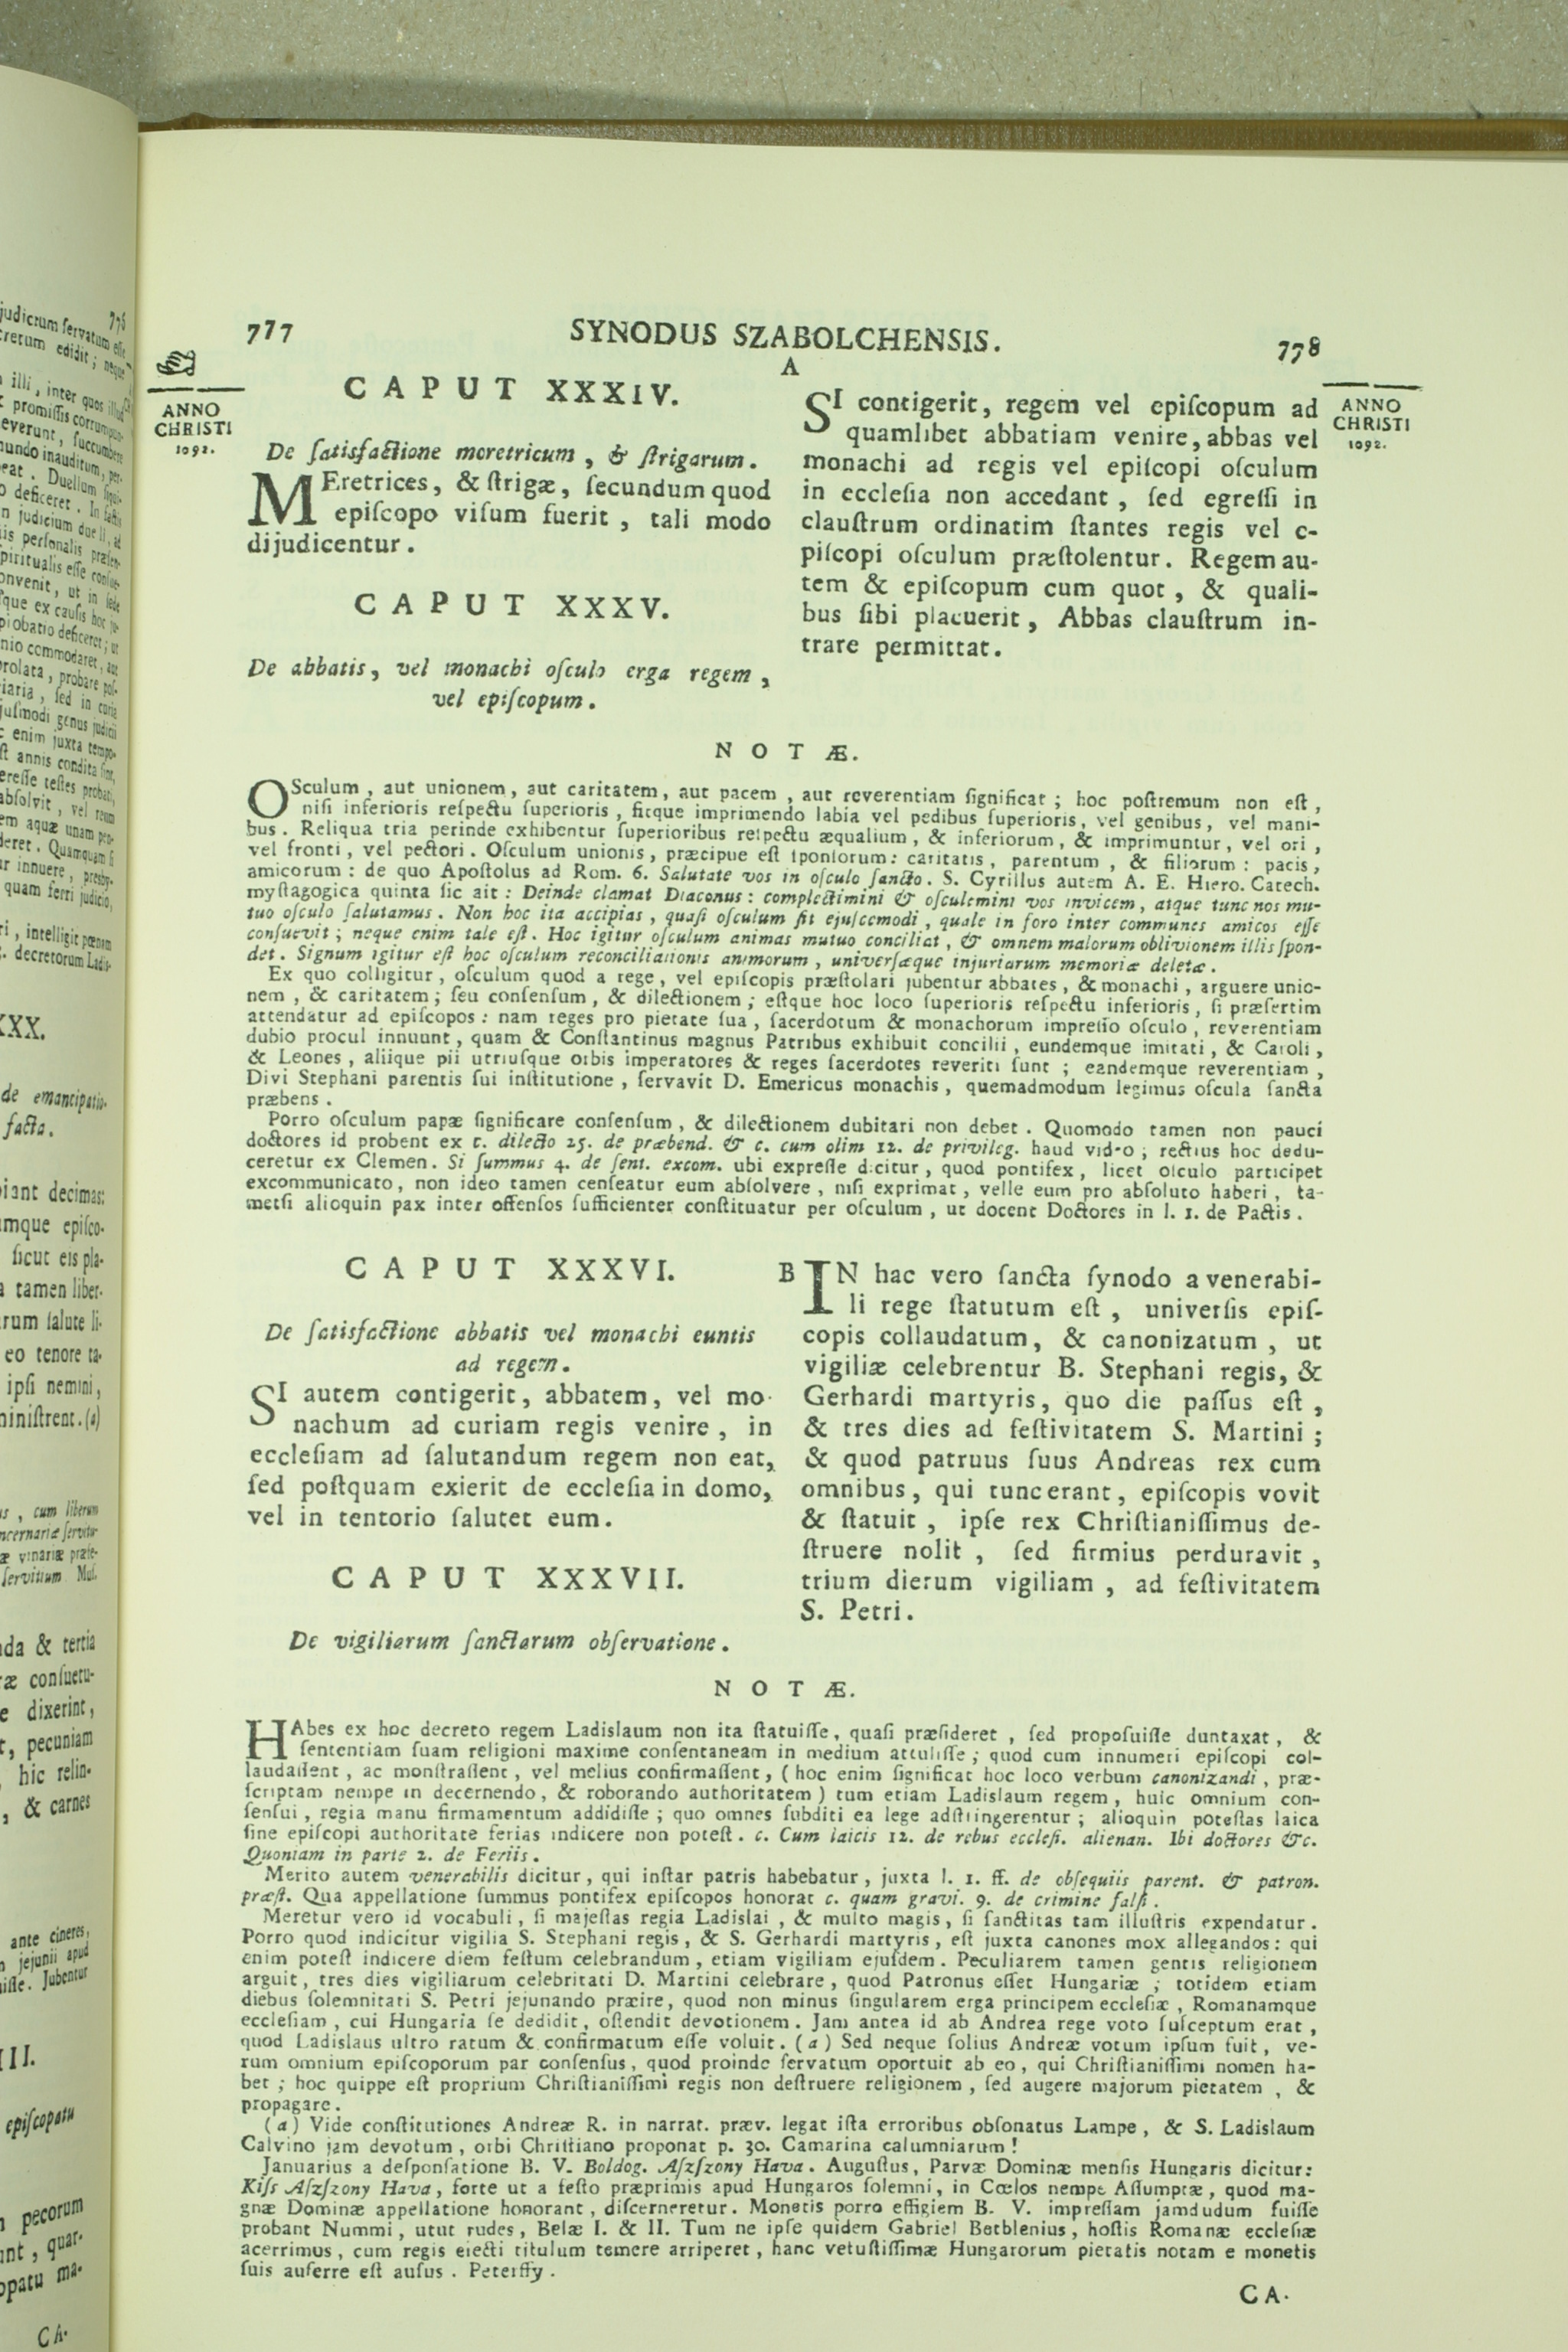 777
SYNODUS SZABOLCHENSIS.
778
A
ANNO
CHRISTI
1092.
ANNO
CHRISTI
1092.
CAPUT XXXIV.
De ſatisfactione meretricum, & ſtrigarum.
MEretrices, & ſtrigæ, ſecundum quod
epiſcopo viſum fuerit, tali modo
dijudicentur.
CAPUT XXXV.
De abbatis, vel monachi oſculo erga regem,
vel epiſcopum.
SI contigerit, regem vel epiſcopum ad
quamlibet abbatiam venire, abbas vel
monachi ad regis vel epiſcopi oſculum
in eccleſia non accedant, ſed egreſſi in
clauſtrum ordinatim ſtantes regis vel e-
piſcopi oſculum præſtolentur. Regem au-
tem & epiſcopum cum quot, & quali-
bus ſibi placuerit, Abbas clauſtrum in-
trare permittat.
NOTÆ.
OSculum, aut unionem, aut caritatem, aut pacem, aut reverentiam ſignificat; hoc poſtremum non eſt,
niſi inferioris reſpectu ſuperioris, ſicque imprimendo labia vel pedibus ſuperioris, vel genibus, vel mani-
bus. Reliqua tria perinde exhibentur ſuperioribus reſpectu æqualium, & inferiorum, & imprimuntur, vel ori,
vel fronti, vel pectori. Oſculum unionis, præcipue eſt ſponſorum: caritatis, parentum, & filiorum: pacis,
amicorum: de quo Apoſtolus ad Rom. 6. Salutate vos in oſculo ſancto. S. Cyrillus autem A. E. Hiero. Catech.
myſtagogica quinta ſic ait: Deinde clamat Diaconus: complectimini & oſculemini vos invicem, atque tunc nos mu-
tuo oſculo ſalutamus. Non hoc ita accipias, quaſi oſculum ſit ejuſcemodi, quale in foro inter communes amicos eſſe
conſuevit; neque enim tale eſt. Hoc igitur oſculum animas mutuo conciliat, & omnem malorum oblivionem illis ſpon-
det. Signum igitur eſt hoc oſculum reconciliationis animorum, univerſæque injuriarum memoriæ deletæ.
Ex quo colligitur, oſculum quod a rege, vel epiſcopis præſtolari jubentur abbates, & monachi, arguere unio-
nem, & caritatem; ſeu conſenſum, & dilectionem; eſtque hoc loco ſuperioris reſpectu inferioris, ſi præſertim
attendatur ad epiſcopos: nam reges pro pietate ſua, ſacerdotum & monachorum impreſſo oſculo, reverentiam
dubio procul innuunt, quam & Conſtantinus magnus Patribus exhibuit concilii, eundemque imitati, & Caroli,
& Leones, aliique pii utriuſque orbis imperatores & reges ſacerdotes reveriti ſunt; eandemque reverentiam,
Divi Stephani parentis ſui inſtitutione, ſervavit D. Emericus monachis, quemadmodum legimus oſcula ſancta
præbens.
Porro oſculum papæ ſignificare conſenſum, & dilectionem dubitari non debet. Quomodo tamen non pauci
doctores id probent ex c. dilecto 25. de præbend. & c. cum olim 12. de privileg. haud video; rectius hoc dedu-
ceretur ex Clemen. Si ſummus 4. de ſent. excom. ubi expreſſe dicitur, quod pontifex, licet oſculo participet
excommunicato, non ideo tamen cenſeatur eum abſolvere, niſi exprimat, velle eum pro abſoluto haberi, ta-
metſi alioquin pax inter offenſos ſufficienter conſtituatur per oſculum, ut docent Doctores in l. 1. de Pactis.
CAPUT XXXVI.
De ſatisfactione abbatis vel monachi euntis
ad regem.
SI autem contigerit, abbatem, vel mo-
nachum ad curiam regis venire, in
eccleſiam ad ſalutandum regem non eat,
ſed poſtquam exierit de eccleſia in domo,
vel in tentorio ſalutet eum.
CAPUT XXXVII.
De vigiliarum ſanctarum obſervatione.
B
IN hac vero ſancta ſynodo a venerabi-
li rege ſtatutum eſt, univerſis epiſ-
copis collaudatum, & canonizatum, ut
vigiliæ celebrentur B. Stephani regis, &
Gerhardi martyris, quo die paſſus eſt,
& tres dies ad feſtivitatem S. Martini;
& quod patruus ſuus Andreas rex cum
omnibus, qui tunc erant, epiſcopis vovit
& ſtatuit, ipſe rex Chriſtianiſſimus de-
ſtruere nolit, ſed firmius perduravit,
trium dierum vigiliam, ad feſtivitatem
S. Petri.
NOTÆ.
HAbes ex hoc decreto regem Ladislaum non ita ſtatuiſſe, quaſi præſideret, ſed propoſuiſſe duntaxat, &
ſententiam ſuam religioni maxime conſentaneam in medium attuliſſe; quod cum innumeri epiſcopi col-
laudaſſent, ac monſtraſſent, vel melius confirmaſſent, (hoc enim ſignificat hoc loco verbum canonizandi, præ-
ſcriptam nempe in decernendo, & roborando authoritatem) tum etiam Ladislaum regem, huic omnium con-
ſenſui, regia manu firmamentum addidiſſe; quo omnes ſubditi ea lege adſtringerentur; alioquin poteſtas laica
ſine epiſcopi authoritate ferias indicere non poteſt. c. Cum laicis 12. de rebus eccleſi. alienan. Ibi doctores &c.
Quoniam in parte 2. de Feriis.
Merito autem venerabilis dicitur, qui inſtar patris habebatur, juxta l. 1. ff. de obſequiis parent. & patron.
præſt. Qua appellatione ſummus pontifex epiſcopos honorat c. quam gravi. 9. de crimine falſi.
Meretur vero id vocabuli, ſi majeſtas regia Ladislai, & multo magis, ſi ſanctitas tam illuſtris expendatur.
Porro quod indicitur vigilia S. Stephani regis, & S. Gerhardi martyris, eſt juxta canones mox allegandos: qui
enim poteſt indicere diem feſtum celebrandum, etiam vigiliam ejuſdem. Peculiarem tamen gentis religionem
arguit, tres dies vigiliarum celebritati D. Martini celebrare, quod Patronus eſſet Hungariæ; totidem etiam
diebus ſolemnitati S. Petri jejunando præire, quod non minus ſingularem erga principem eccleſiæ, Romanamque
eccleſiam, cui Hungaria ſe dedidit, oſtendit devotionem. Jam antea id ab Andrea rege voto ſuſceptum erat,
quod Ladislaus ultro ratum & confirmatum eſſe voluit. (a) Sed neque ſolius Andreæ votum ipſum fuit, ve-
rum omnium epiſcoporum par conſenſus, quod proinde ſervatum oportuit ab eo, qui Chriſtianiſſimi nomen ha-
bet; hoc quippe eſt proprium Chriſtianiſſimi regis non deſtruere religionem, ſed augere majorum pietatem, &
propagare.
(a) Vide conſtitutiones Andreæ R. in narrat. præv. legat iſta erroribus obſonatus Lampe, & S. Ladislaum
Calvino jam devotum, orbi Chriſtiano proponat p. 30. Camarina calumniarum!
Januarius a deſponſatione B. V. Boldog. Aſzſzony Hava. Auguſtus, Parvæ Dominæ menſis Hungaris dicitur:
Kiſs Aſzſzony Hava, forte ut a feſto præprimis apud Hungaros ſolemni, in Cœlos nempe Aſſumptæ, quod ma-
gnæ Dominæ appellatione honorant, diſcerneretur. Monetis porro effigiem B. V. impreſſam jamdudum fuiſſe
probant Nummi, utut rudes, Belæ I. & II. Tum ne ipſe quidem Gabriel Betblenius, hoſtis Romanæ eccleſiæ
acerrimus, cum regis eiecti titulum temere arriperet, hanc vetuſtiſſimæ Hungarorum pietatis notam e monetis
ſuis auferre eſt auſus. Peterffy.
CA-